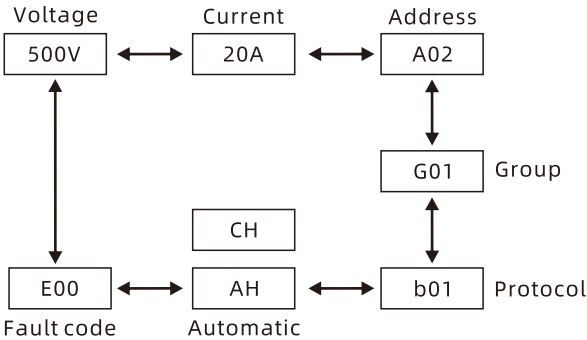 Voltage Current Address
500V 20A A02
G01 Group
CH
E00 AH b01 Protocol
Fault code Automatic